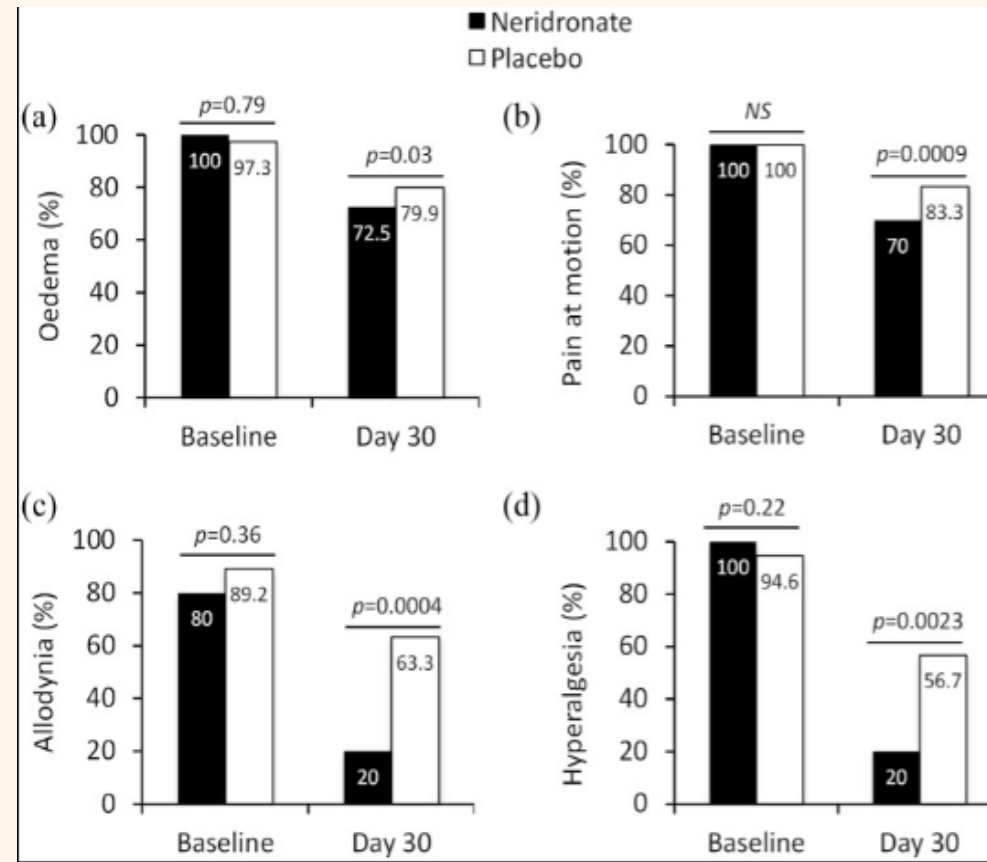 Neridronate
Placebo
(a)
p=0.79
p=0.03
Oedema (%)
100
80
60
40
20
0
100
97.3
72.5
79.9
Baseline
Day 30
(b)
NS
p=0.0009
Pain at motion (%)
100
80
60
40
20
0
100
100
70
83.3
Baseline
Day 30
(c)
p=0.36
p=0.0004
Allodynia (%)
100
80
60
40
20
0
80
89.2
20
63.3
Baseline
Day 30
(d)
p=0.22
p=0.0023
Hyperalgesia (%)
100
80
60
40
20
0
100
94.6
20
56.7
Baseline
Day 30